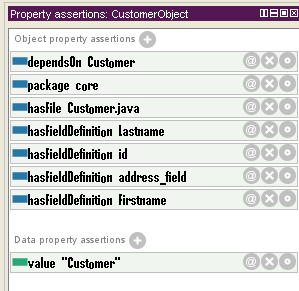 Property assertions: CustomerObject
Object property assertions
dependsOn Customer
package core
hasfile Customer.java
hasFieldDefinition lastname
hasFieldDefinition id
hasFieldDefinition address_field
hasFieldDefinition firstname
Data property assertions
value "Customer"